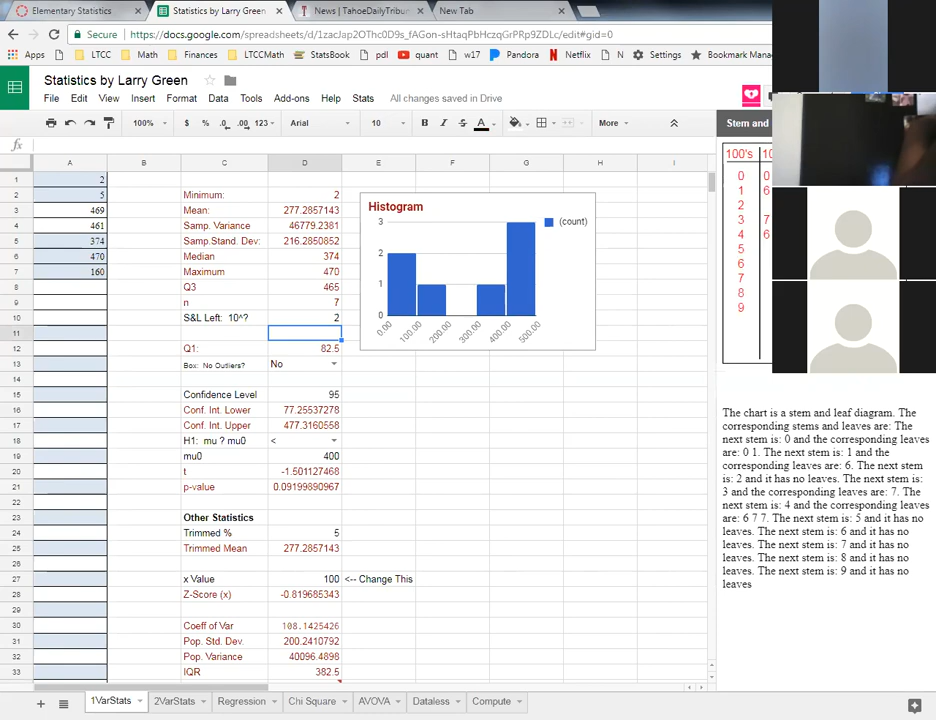 Elementary Statistics
Statistics by Larry Green
News | TahoeDailyTribun
New Tab
Secure
https://docs.google.com/spreadsheets/d/1zacJap2OThc0D9s_fAGon-sHtaqPbHczqGrPRp9ZDLc/edit#gid=0
Apps
LTCC
Math
Finances
LTCCMath
StatsBook
pdl
quant
w17
Pandora
Netflix
N
Settings
Bookmark Mana
Statistics by Larry Green
File Edit View Insert Format Data Tools Add-ons Help Stats All changes saved in Drive
100% $ % .0 .00 123 Arial 10 B I S A More
Stem and
fx
A B C D E F G H I
1 2
2 5 Minimum: 2
3 469 Mean: 277.2857143
4 461 Samp. Variance 46779.2381
5 374 Samp.Stand. Dev: 216.2850852
6 470 Median 374
7 160 Maximum 470
8 Q3 465
9 n 7
10 S&L Left: 10^? 2
11
12 Q1: 82.5
13 Box: No Outliers? No
14
15 Confidence Level 95
16 Conf. Int. Lower 77.25537278
17 Conf. Int. Upper 477.3160558
18 H1: mu ? mu0 <
19 mu0 400
20 t -1.501127468
21 p-value 0.09199890967
22
23 Other Statistics
24 Trimmed % 5
25 Trimmed Mean 277.2857143
26
27 x Value 100 <-- Change This
28 Z-Score (x) -0.819685343
29
30 Coeff of Var 108.1425426
31 Pop. Std. Dev. 200.2410792
32 Pop. Variance 40096.4898
33 IQR 382.5
Histogram
(count)
3
2
1
0
0.00 100.00 200.00 300.00 400.00 500.00
100's
0 0
1 6
2
3 7
4 6
5
6
7
8
9
The chart is a stem and leaf diagram. The
corresponding stems and leaves are: The
next stem is: 0 and the corresponding leaves
are: 0 1. The next stem is: 1 and the
corresponding leaves are: 6. The next stem
is: 2 and it has no leaves. The next stem is:
3 and the corresponding leaves are: 7. The
next stem is: 4 and the corresponding leaves
are: 6 7 7. The next stem is: 5 and it has no
leaves. The next stem is: 6 and it has no
leaves. The next stem is: 7 and it has no
leaves. The next stem is: 8 and it has no
leaves. The next stem is: 9 and it has no
leaves
1VarStats 2VarStats Regression Chi Square AVOVA Dataless Compute